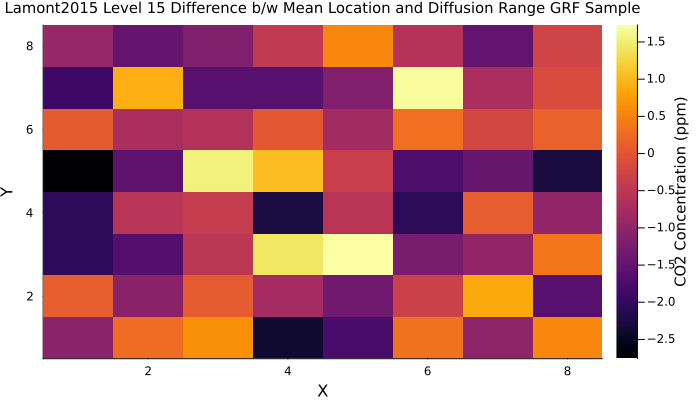 Lamont2015 Level 15 Difference b/w Mean Location and Diffusion Range GRF Sample
8
6
4
2
Y
2 4 6 8
X
1.5
1.0
0.5
0
−0.5
−1.0
−1.5
−2.0
−2.5
CO2 Concentration (ppm)